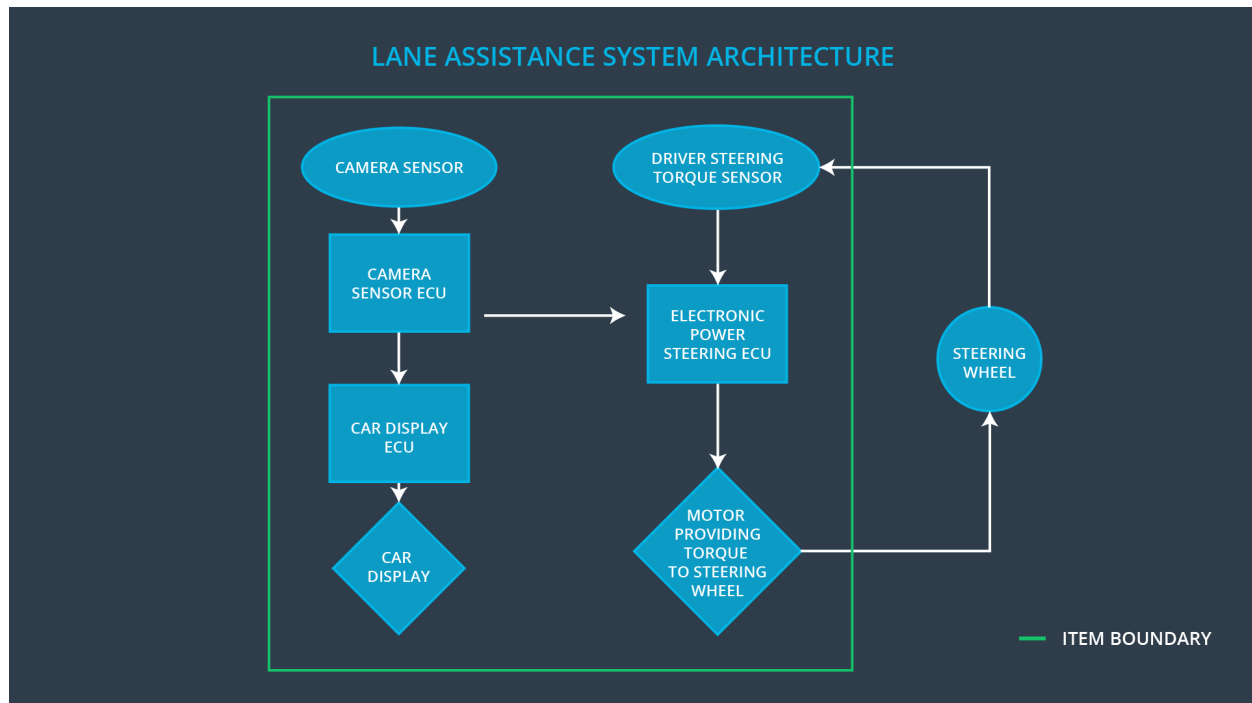 LANE ASSISTANCE SYSTEM ARCHITECTURE
CAMERA SENSOR
DRIVER STEERING
TORQUE SENSOR
CAMERA
SENSOR ECU
ELECTRONIC
POWER
STEERING ECU
STEERING
WHEEL
CAR DISPLAY
ECU
CAR
DISPLAY
MOTOR
PROVIDING
TORQUE
TO STEERING
WHEEL
ITEM BOUNDARY